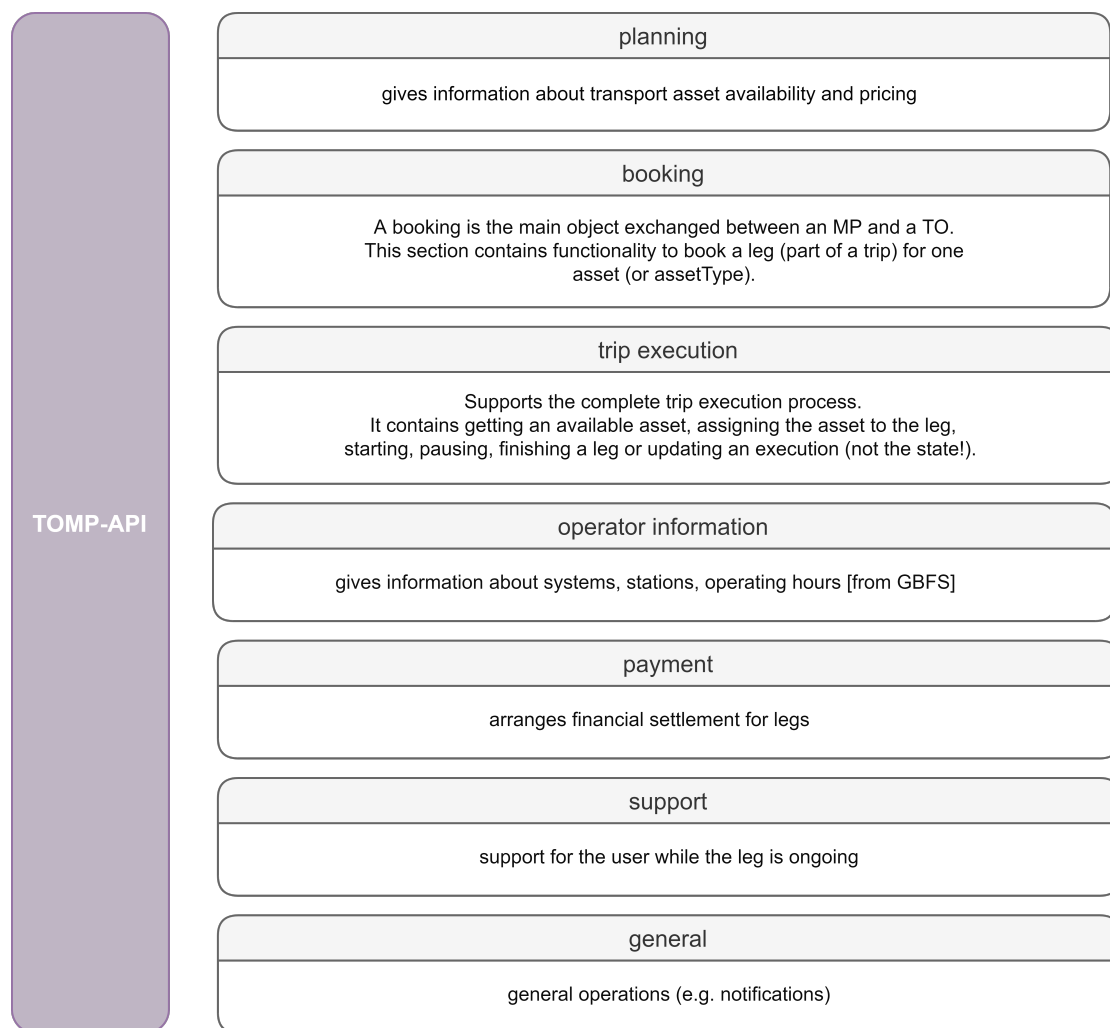 planning
gives information about transport asset availability and pricing
booking
A booking is the main object exchanged between an MP and a TO.
This section contains functionality to book a leg (part of a trip) for one
asset (or assetType).
trip execution
Supports the complete trip execution process.
It contains getting an available asset, assigning the asset to the leg,
starting, pausing, finishing a leg or updating an execution (not the state!).
TOMP-API
operator information
gives information about systems, stations, operating hours [from GBFS]
payment
arranges financial settlement for legs
support
support for the user while the leg is ongoing
general
general operations (e.g. notifications)